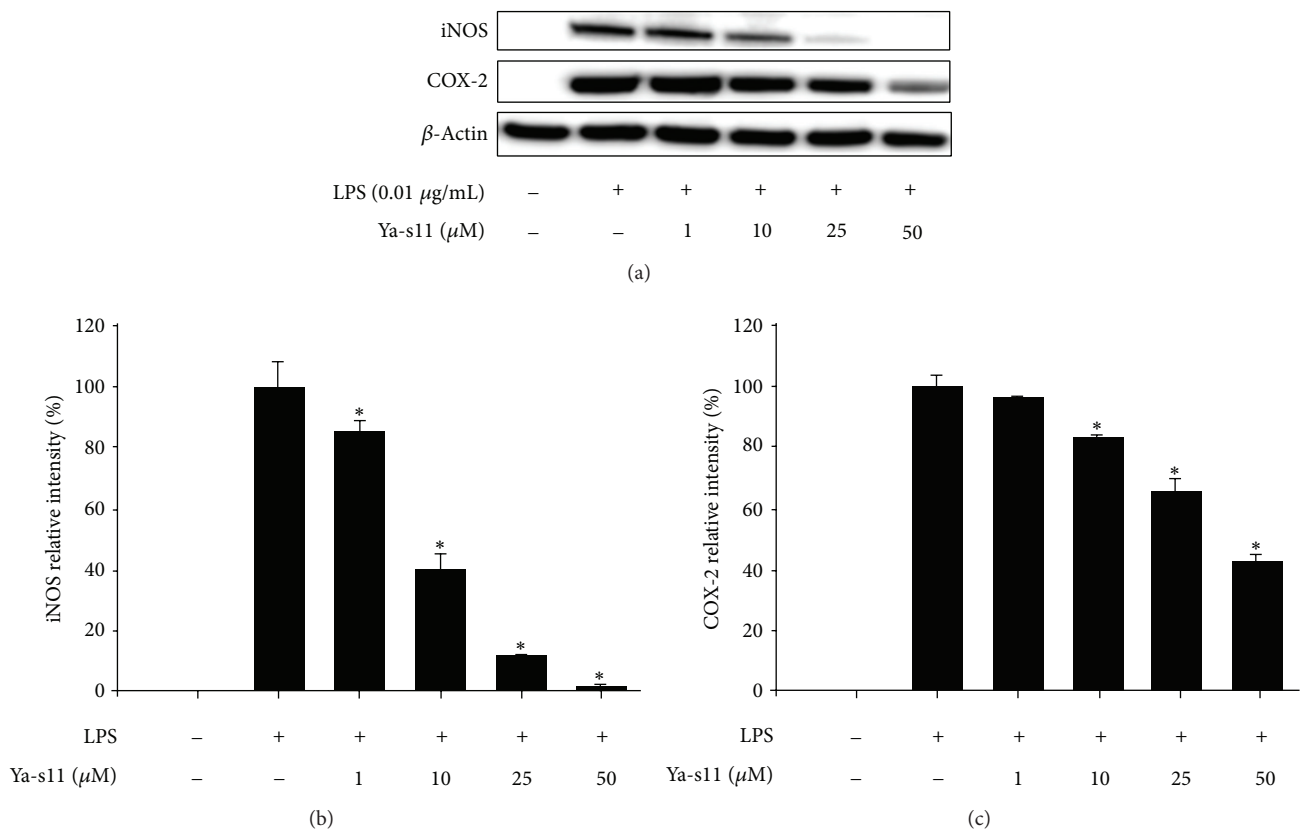 iNOS
COX-2
β-Actin
LPS (0.01 μg/mL) – + + + + +
Ya-s11 (μM) – – 1 10 25 50
(a)
iNOS relative intensity (%)
120
100
80
60
40
20
0
* * * *
LPS – + + + + +
Ya-s11 (μM) – – 1 10 25 50
(b)
COX-2 relative intensity (%)
120
100
80
60
40
20
0
* * *
LPS – + + + + +
Ya-s11 (μM) – – 1 10 25 50
(c)